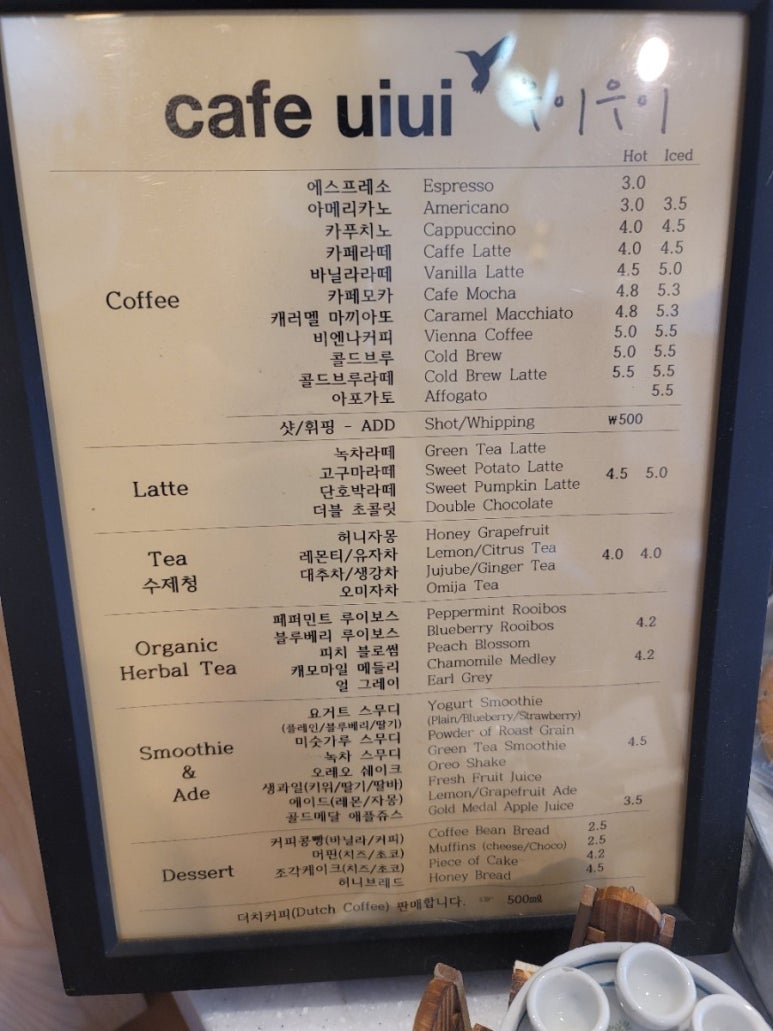 cafe uiui 우이우이
Hot Iced
Coffee
에스프레소 Espresso 3.0
아메리카노 Americano 3.0 3.5
카푸치노 Cappuccino 4.0 4.5
카페라떼 Caffe Latte 4.0 4.5
바닐라라떼 Vanilla Latte 4.5 5.0
카페모카 Cafe Mocha 4.8 5.3
캐러멜 마끼아또 Caramel Macchiato 4.8 5.3
비엔나커피 Vienna Coffee 5.0 5.5
콜드브루 Cold Brew 5.0 5.5
콜드브루라떼 Cold Brew Latte 5.5 5.5
아포가토 Affogato 5.5
샷/휘핑 - ADD Shot/Whipping ₩500
Latte
녹차라떼 Green Tea Latte
고구마라떼 Sweet Potato Latte 4.5 5.0
단호박라떼 Sweet Pumpkin Latte
더블 초콜릿 Double Chocolate
Tea
수제청
허니자몽 Honey Grapefruit
레몬티/유자차 Lemon/Citrus Tea 4.0 4.0
대추차/생강차 Jujube/Ginger Tea
오미자차 Omija Tea
Organic
Herbal Tea
페퍼민트 루이보스 Peppermint Rooibos
블루베리 루이보스 Blueberry Rooibos 4.2
피치 블로썸 Peach Blossom
캐모마일 메들리 Chamomile Medley 4.2
얼 그레이 Earl Grey
Smoothie
&
Ade
요거트 스무디 Yogurt Smoothie
(플레인/블루베리/딸기) (Plain/Blueberry/Strawberry)
미숫가루 스무디 Powder of Roast Grain
녹차 스무디 Green Tea Smoothie 4.5
오레오 쉐이크 Oreo Shake
생과일(키위/딸기/딸바) Fresh Fruit Juice
에이드(레몬/자몽) Lemon/Grapefruit Ade
골드메달 애플쥬스 Gold Medal Apple Juice 3.5
Dessert
커피콩빵(바닐라/커피) Coffee Bean Bread 2.5
머핀(치즈/초코) Muffins (cheese/Choco) 2.5
조각케이크(치즈/초코) Piece of Cake 4.2
허니브레드 Honey Bread 4.5
더치커피(Dutch Coffee) 판매합니다. 500㎖